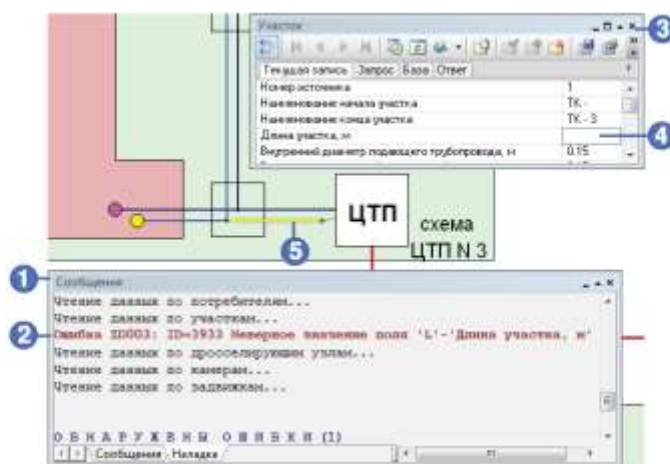 Участок
3
Текущая запись Запрос База Ответ
Номер источника 1
Наименование начала участка ТК -
Наименование конца участка ТК - 3
Длина участка, м
4
Внутренний диаметр подающего трубопровода, м 0.15
ЦТП
схема
ЦТП N 3
5
1
Сообщения
Чтение данных по потребителям...
Чтение данных по участкам...
2
Ошибка Z003: ID=3933 Неверное значение поля 'L'-'Длина участка, м'
Чтение данных по дросселирующим узлам...
Чтение данных по камерам...
Чтение данных по задвижкам...
О Б Н А Р У Ж Е Н Ы О Ш И Б К И (1)
Сообщения Наладка